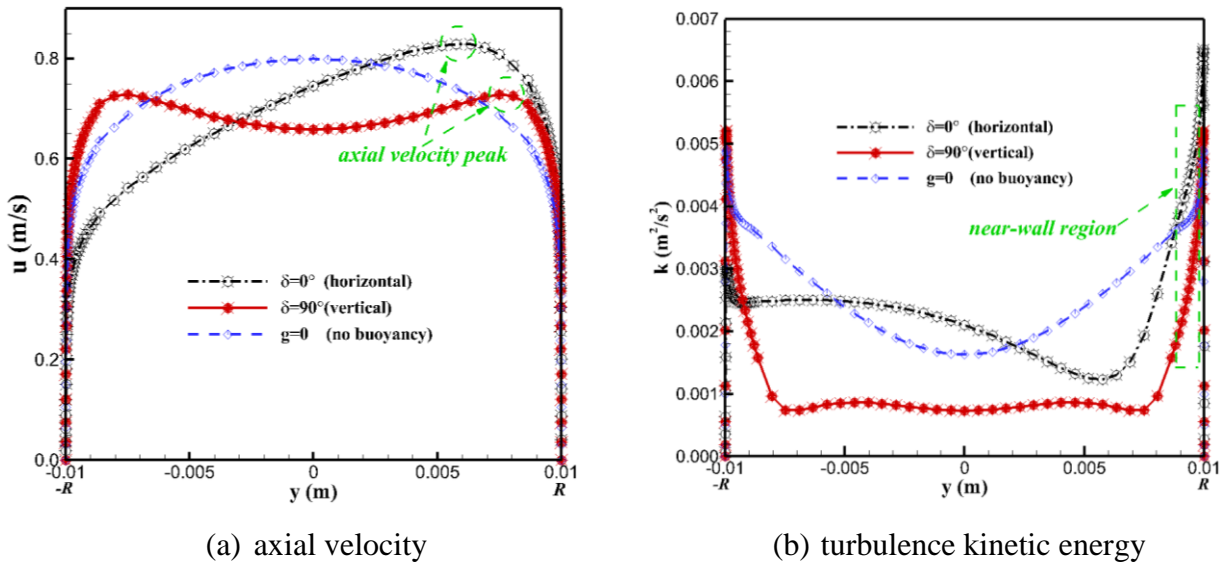 0.8
0.6
0.4
0.2
0.0
u (m/s)
axial velocity peak
δ=0° (horizontal)
δ=90°(vertical)
g=0 (no buoyancy)
-0.01
-0.005
0
0.005
0.01
-R
y (m)
R
(a) axial velocity
0.007
0.006
0.005
0.004
0.003
0.002
0.001
0.000
k (m²/s²)
δ=0° (horizontal)
δ=90°(vertical)
g=0 (no buoyancy)
near-wall region
-0.01
-0.005
0
0.005
0.01
-R
y (m)
R
(b) turbulence kinetic energy